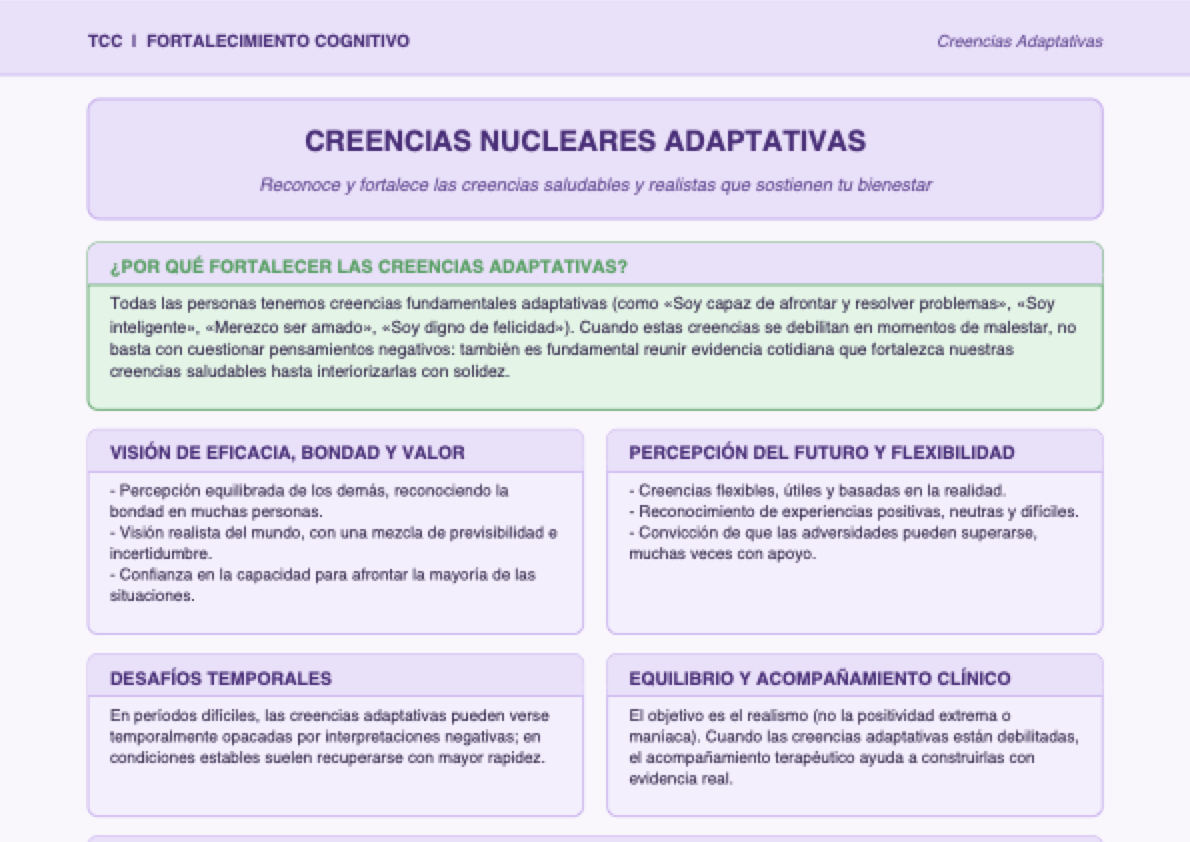 TCC | FORTALECIMIENTO COGNITIVO
Creencias Adaptativas
CREENCIAS NUCLEARES ADAPTATIVAS
Reconoce y fortalece las creencias saludables y realistas que sostienen tu bienestar
¿POR QUÉ FORTALECER LAS CREENCIAS ADAPTATIVAS?
Todas las personas tenemos creencias fundamentales adaptativas (como «Soy capaz de afrontar y resolver problemas», «Soy
inteligente», «Merezco ser amado», «Soy digno de felicidad»). Cuando estas creencias se debilitan en momentos de malestar, no
basta con cuestionar pensamientos negativos: también es fundamental reunir evidencia cotidiana que fortalezca nuestras
creencias saludables hasta interiorizarlas con solidez.
VISIÓN DE EFICACIA, BONDAD Y VALOR
- Percepción equilibrada de los demás, reconociendo la
bondad en muchas personas.
- Visión realista del mundo, con una mezcla de previsibilidad e
incertidumbre.
- Confianza en la capacidad para afrontar la mayoría de las
situaciones.
PERCEPCIÓN DEL FUTURO Y FLEXIBILIDAD
- Creencias flexibles, útiles y basadas en la realidad.
- Reconocimiento de experiencias positivas, neutras y difíciles.
- Convicción de que las adversidades pueden superarse,
muchas veces con apoyo.
DESAFÍOS TEMPORALES
En períodos difíciles, las creencias adaptativas pueden verse
temporalmente opacadas por interpretaciones negativas; en
condiciones estables suelen recuperarse con mayor rapidez.
EQUILIBRIO Y ACOMPAÑAMIENTO CLÍNICO
El objetivo es el realismo (no la positividad extrema o
maníaca). Cuando las creencias adaptativas están debilitadas,
el acompañamiento terapéutico ayuda a construirlas con
evidencia real.